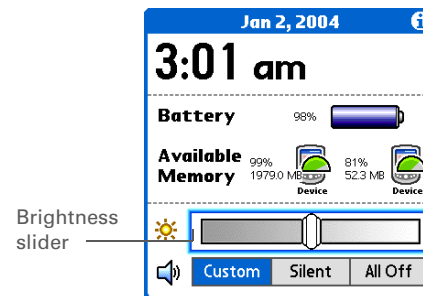 Jan 2, 2004
3:01 am
Battery 98%
Available Memory 99% 1979.0 MB Device 81% 52.3 MB Device
Brightness slider
Custom Silent All Off